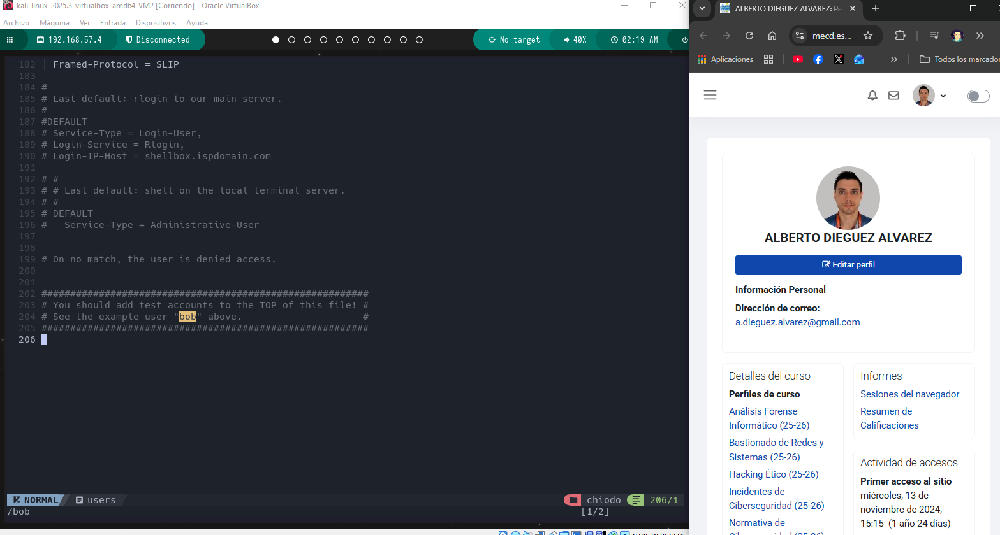 kali-linux-2025.3-virtualbox-amd64-VM2 [Corriendo] - Oracle VirtualBox
Archivo Máquina Ver Entrada Dispositivos Ayuda
192.168.57.4 Disconnected No target 40% 02:19 AM
182 Framed-Protocol = SLIP
183
184 #
185 # Last default: rlogin to our main server.
186 #
187 #DEFAULT
188 # Service-Type = Login-User,
189 # Login-Service = Rlogin,
190 # Login-IP-Host = shellbox.ispdomain.com
191
192 # #
193 # # Last default: shell on the local terminal server.
194 # #
195 # DEFAULT
196 #   Service-Type = Administrative-User
197
198
199 # On no match, the user is denied access.
200
201
202 #########################################################
203 # You should add test accounts to the TOP of this file! #
204 # See the example user "bob" above.                     #
205 #########################################################
206
NORMAL users chiodo 206/1
/bob [1/2]
CTRL DERECHA
ALBERTO DIEGUEZ ALVAREZ: Pe
mecd.es...
Aplicaciones
Todos los marcador
ALBERTO DIEGUEZ ALVAREZ
Editar perfil
Información Personal
Dirección de correo:
a.dieguez.alvarez@gmail.com
Detalles del curso
Perfiles de curso
Análisis Forense
Informático (25-26)
Bastionado de Redes y
Sistemas (25-26)
Hacking Ético (25-26)
Incidentes de
Ciberseguridad (25-26)
Normativa de
Ciberseguridad (25-26)
Informes
Sesiones del navegador
Resumen de
Calificaciones
Actividad de accesos
Primer acceso al sitio
miércoles, 13 de
noviembre de 2024,
15:15 (1 año 24 días)